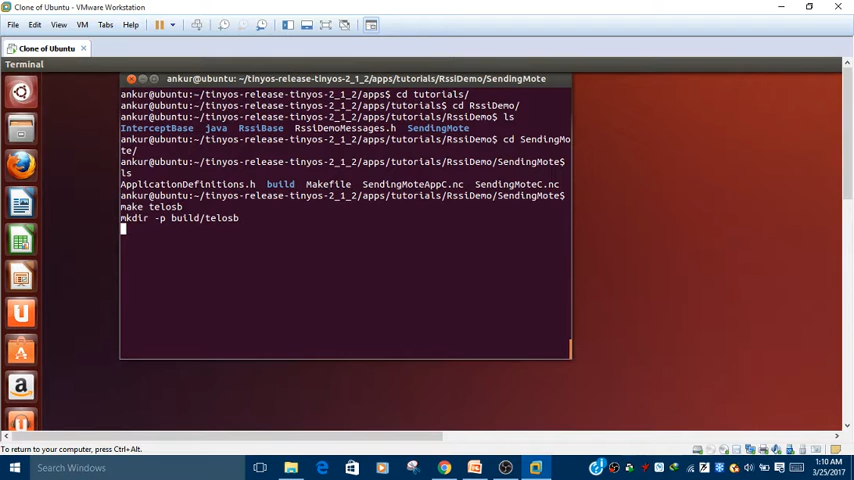 Clone of Ubuntu - VMware Workstation
File Edit View VM Tabs Help
Clone of Ubuntu
Terminal
ankur@ubuntu: ~/tinyos-release-tinyos-2_1_2/apps/tutorials/RssiDemo/SendingMote
ankur@ubuntu:~/tinyos-release-tinyos-2_1_2/apps$ cd tutorials/
ankur@ubuntu:~/tinyos-release-tinyos-2_1_2/apps/tutorials$ cd RssiDemo/
ankur@ubuntu:~/tinyos-release-tinyos-2_1_2/apps/tutorials/RssiDemo$ ls
InterceptBase java RssiBase RssiDemoMessages.h SendingMote
ankur@ubuntu:~/tinyos-release-tinyos-2_1_2/apps/tutorials/RssiDemo$ cd SendingMo
te/
ankur@ubuntu:~/tinyos-release-tinyos-2_1_2/apps/tutorials/RssiDemo/SendingMote$
ls
ApplicationDefinitions.h build Makefile SendingMoteAppC.nc SendingMoteC.nc
ankur@ubuntu:~/tinyos-release-tinyos-2_1_2/apps/tutorials/RssiDemo/SendingMote$
make telosb
mkdir -p build/telosb
To return to your computer, press Ctrl+Alt.
Search Windows
1:10 AM
3/25/2017